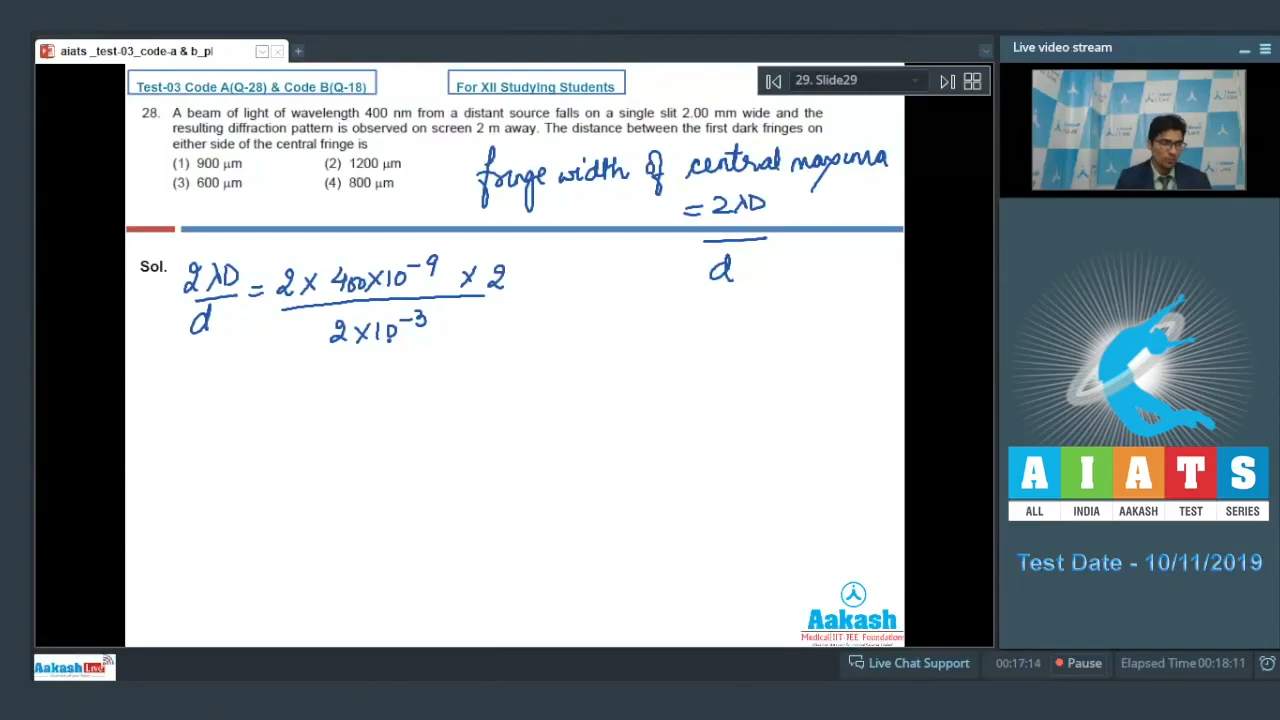 aiats _test-03_code-a & b_pl
Live video stream
Test-03 Code A(Q-28) & Code B(Q-18)
For XII Studying Students
29. Slide29
28. A beam of light of wavelength 400 nm from a distant source falls on a single slit 2.00 mm wide and the
resulting diffraction pattern is observed on screen 2 m away. The distance between the first dark fringes on
either side of the central fringe is
(1) 900 μm (2) 1200 μm
(3) 600 μm (4) 800 μm
fringe width of central maxima
= 2λD
d
Sol.
2λD = 2 × 400×10⁻⁹ × 2
d 2 ×10⁻³
AIATS
ALL INDIA AAKASH TEST SERIES
Test Date - 10/11/2019
Aakash
Medical|IIT-JEE|Foundations
Aakash Live
Live Chat Support
00:17:14
Pause
Elapsed Time 00:18:11